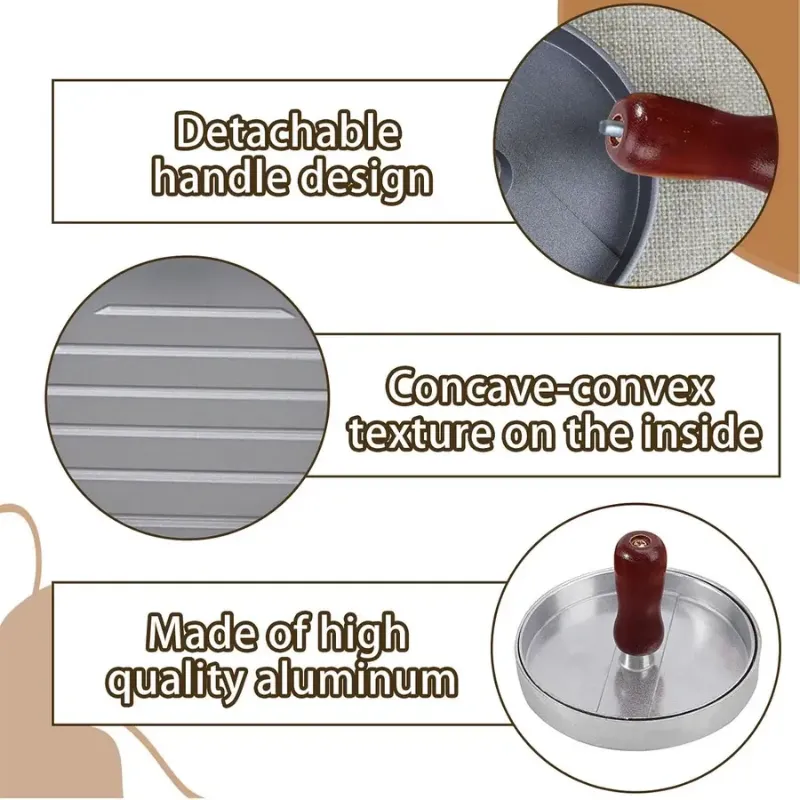 Detachable
handle design
Concave-convex
texture on the inside
Made of high
quality aluminum